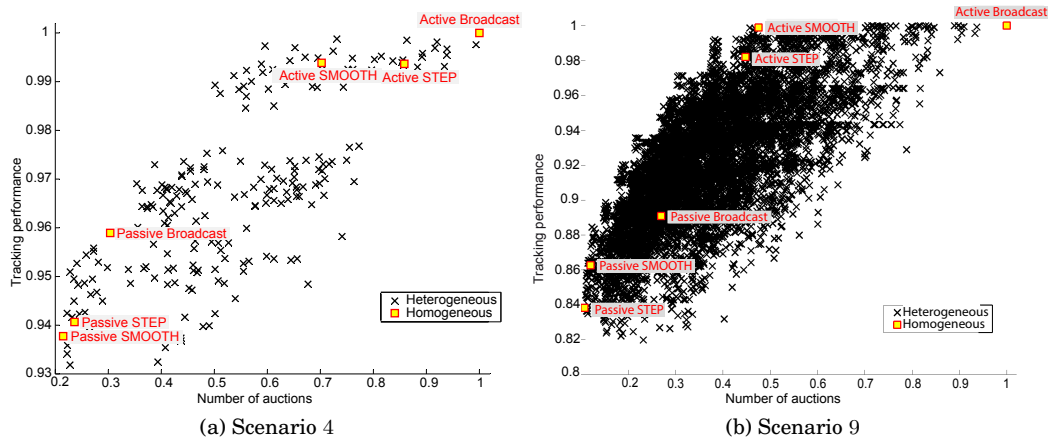 1
0.99
0.98
0.97
0.96
0.95
0.94
0.93
Tracking performance
Active Broadcast
Active SMOOTH
Active STEP
Passive Broadcast
Passive STEP
Passive SMOOTH
Heterogeneous
Homogeneous
0.2 0.3 0.4 0.5 0.6 0.7 0.8 0.9 1
Number of auctions
(a) Scenario 4
1
0.98
0.96
0.94
0.92
0.9
0.88
0.86
0.84
0.82
0.8
Tracking performance
Active Broadcast
Active SMOOTH
Active STEP
Passive Broadcast
Passive SMOOTH
Passive STEP
Heterogeneous
Homogeneous
0.2 0.3 0.4 0.5 0.6 0.7 0.8 0.9 1
Number of auctions
(b) Scenario 9